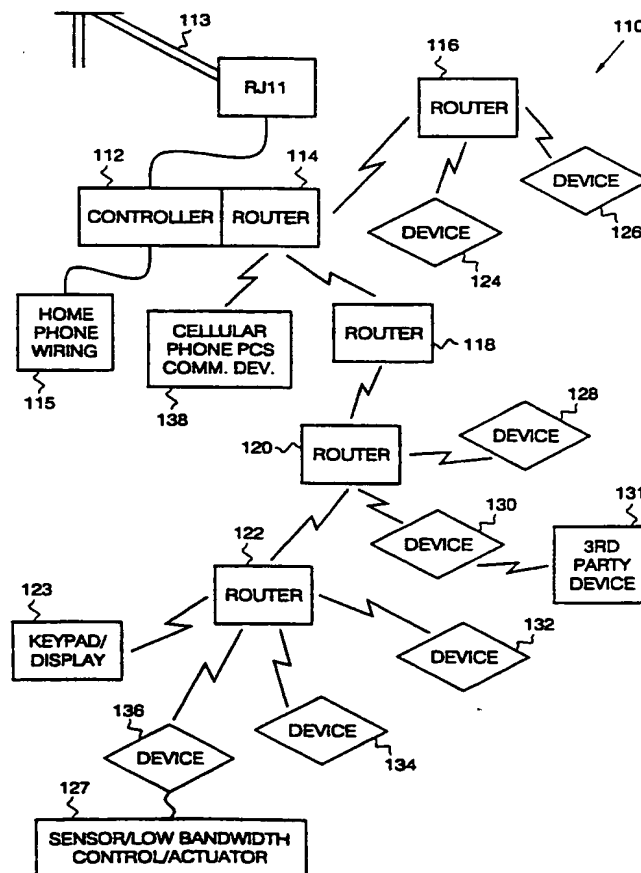 113
110
RJ11
116
ROUTER
112
114
CONTROLLER
ROUTER
DEVICE
126
DEVICE
124
HOME
PHONE
WIRING
115
CELLULAR
PHONE PCS
COMM. DEV.
138
ROUTER
118
128
DEVICE
120
ROUTER
130
DEVICE
131
3RD
PARTY
DEVICE
122
ROUTER
123
KEYPAD/
DISPLAY
DEVICE
132
136
DEVICE
DEVICE
134
127
SENSOR/LOW BANDWIDTH
CONTROL/ACTUATOR